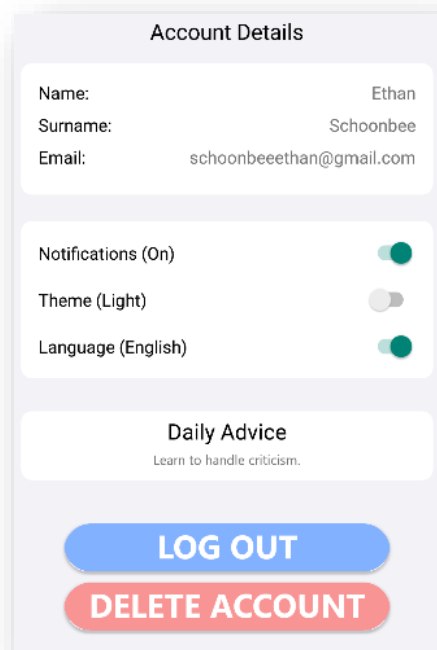 Account Details
Name: Ethan
Surname: Schoonbee
Email: schoonbeeethan@gmail.com
Notifications (On)
Theme (Light)
Language (English)
Daily Advice
Learn to handle criticism.
LOG OUT
DELETE ACCOUNT